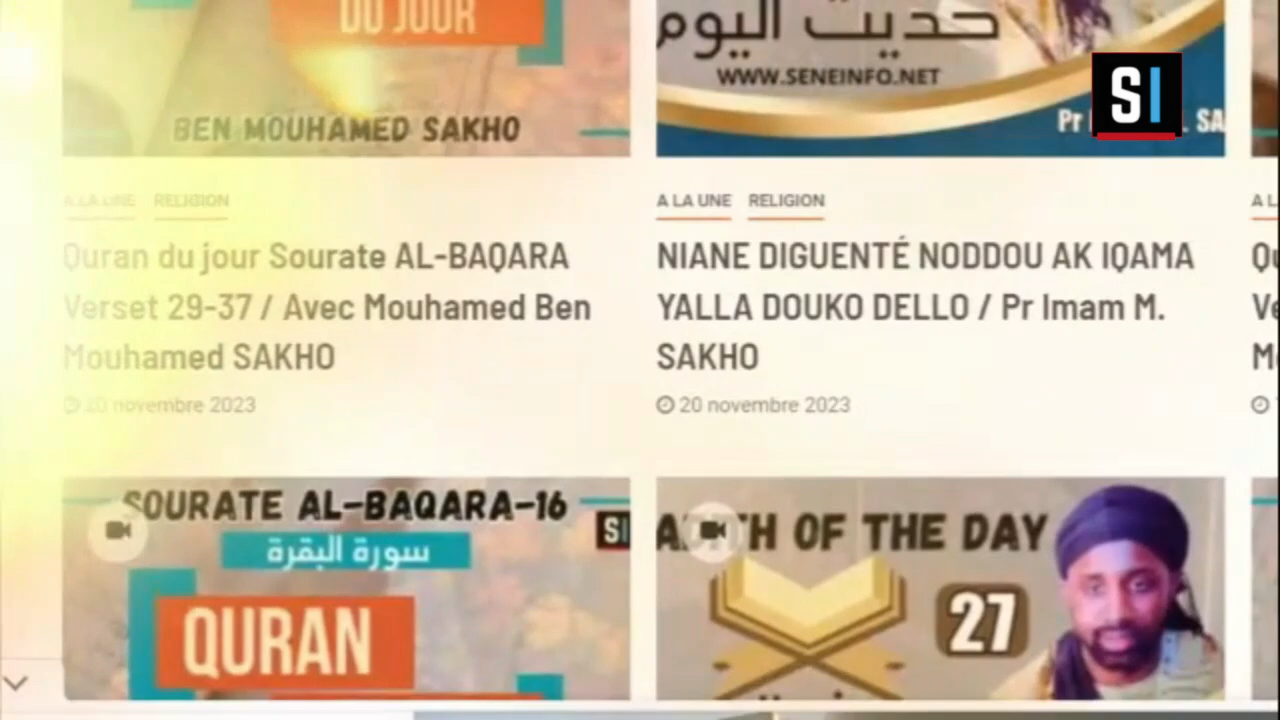 DU JOUR
BEN MOUHAMED SAKHO
حديث اليوم
WWW.SENEINFO.NET
Pr
SA
SI
A LA UNE RELIGION
Quran du jour Sourate AL-BAQARA
Verset 29-37 / Avec Mouhamed Ben
Mouhamed SAKHO
20 novembre 2023
A LA UNE RELIGION
NIANE DIGUENTÉ NODDOU AK IQAMA
YALLA DOUKO DELLO / Pr Imam M.
SAKHO
20 novembre 2023
SOURATE AL-BAQARA-16
SI
سورة البقرة
QURAN
OF THE DAY
27